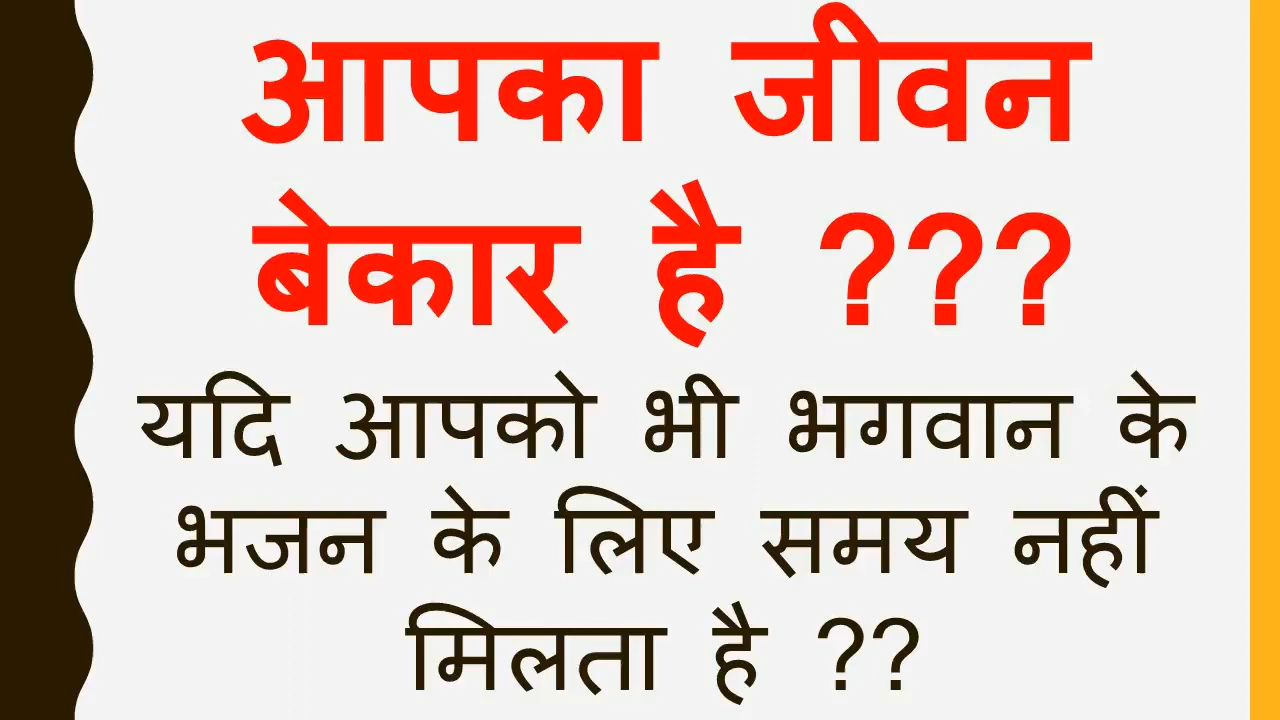 आपका जीवन
बेकार है ???
यदि आपको भी भगवान के
भजन के लिए समय नहीं
मिलता है ??